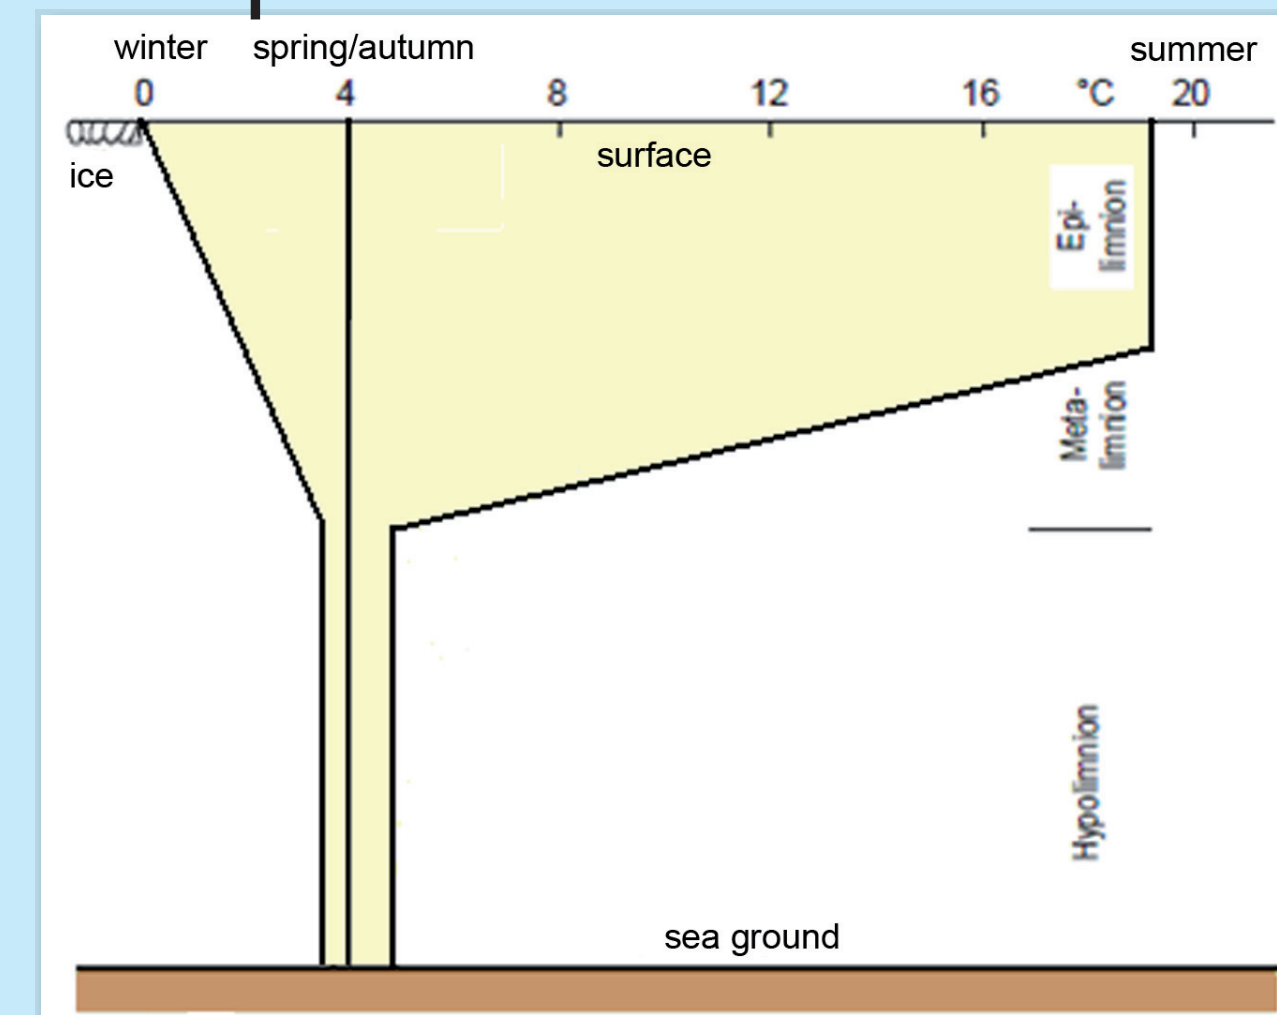 winter spring/autumn summer
0 4 8 12 16 °C 20
ice
surface
Epi-
limnion
Meta-
limnion
Hypolimnion
sea ground